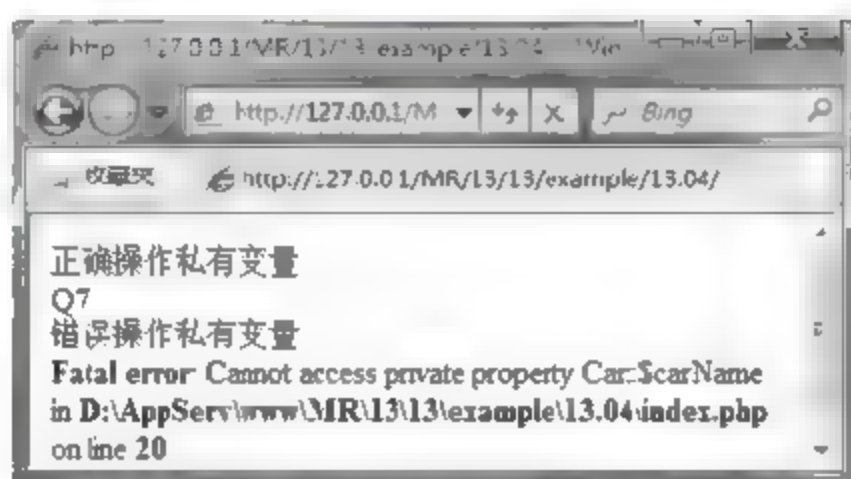 http://127.0.0.1/M Bing
收藏夹 http://127.0.0.1/MR/13/13/example/13.04/
正确操作私有变量
Q7
错误操作私有变量
Fatal error: Cannot access private property Car::$carName
in D:\AppServ\www\MR\13\13\example\13.04\index.php
on line 20